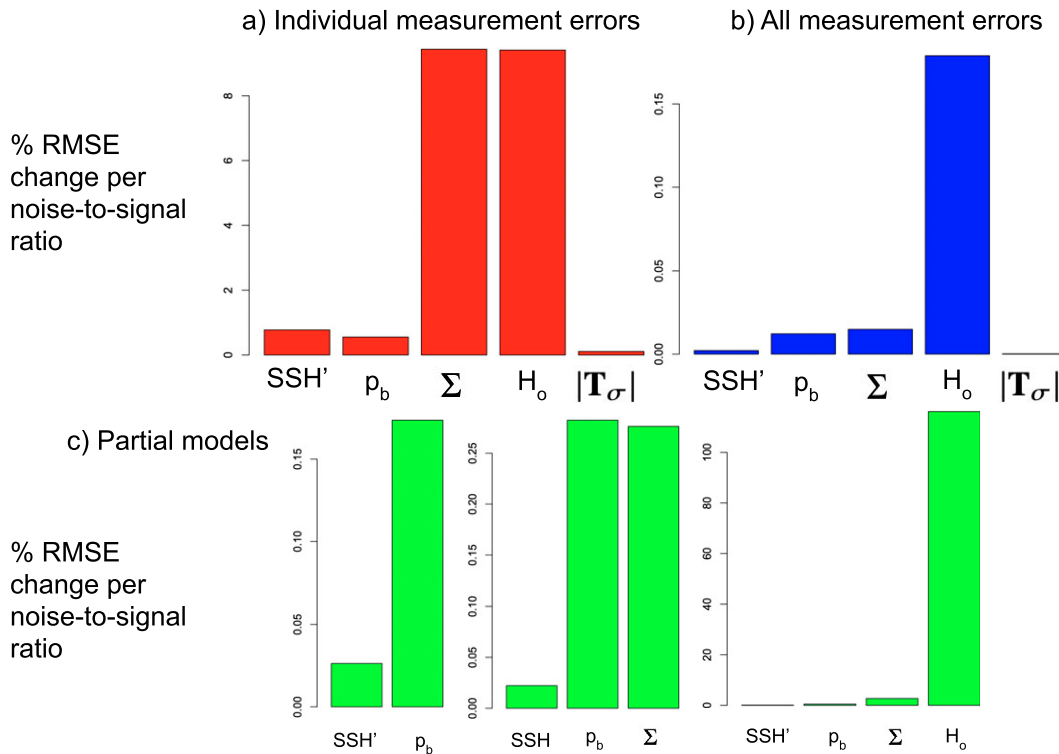 a) Individual measurement errors
b) All measurement errors
% RMSE
change per
noise-to-signal
ratio
8
6
4
2
0
SSH’ p_b Σ H_o |T_σ|
0.15
0.10
0.05
0.00
SSH’ p_b Σ H_o |T_σ|
c) Partial models
% RMSE
change per
noise-to-signal
ratio
0.15
0.10
0.05
0.00
SSH’ p_b
0.25
0.20
0.15
0.10
0.05
0.00
SSH p_b Σ
100
80
60
40
20
0
SSH’ p_b Σ H_o